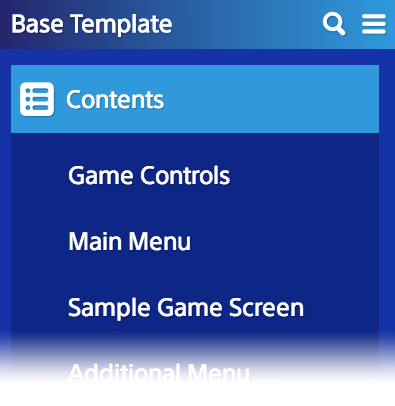 Base Template
Contents
Game Controls
Main Menu
Sample Game Screen
Additional Menu